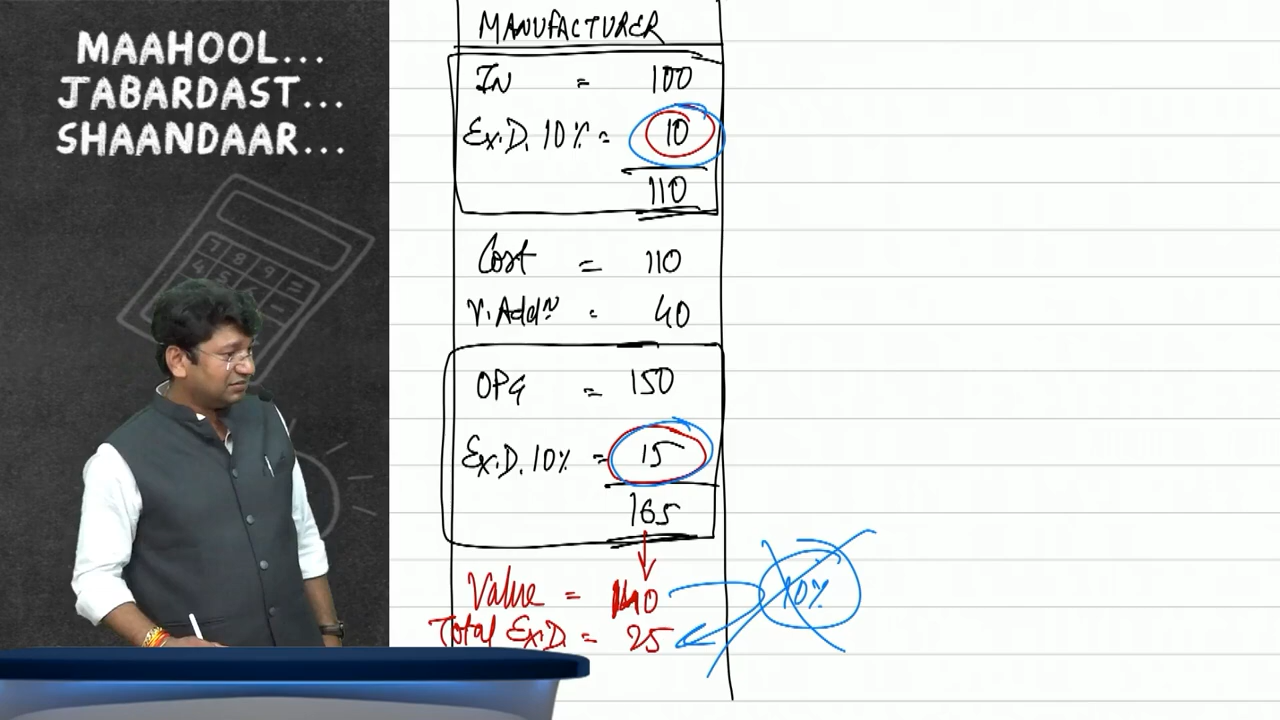 MAAHOOL...
JABARDAST...
SHAANDAAR...
MANUFACTURER
IN = 100
Ex.D. 10% = 10
110
Cost = 110
V.Addn = 40
OPG = 150
Ex.D. 10% = 15
165
Value = 140
10%
Total Ex.D. = 25